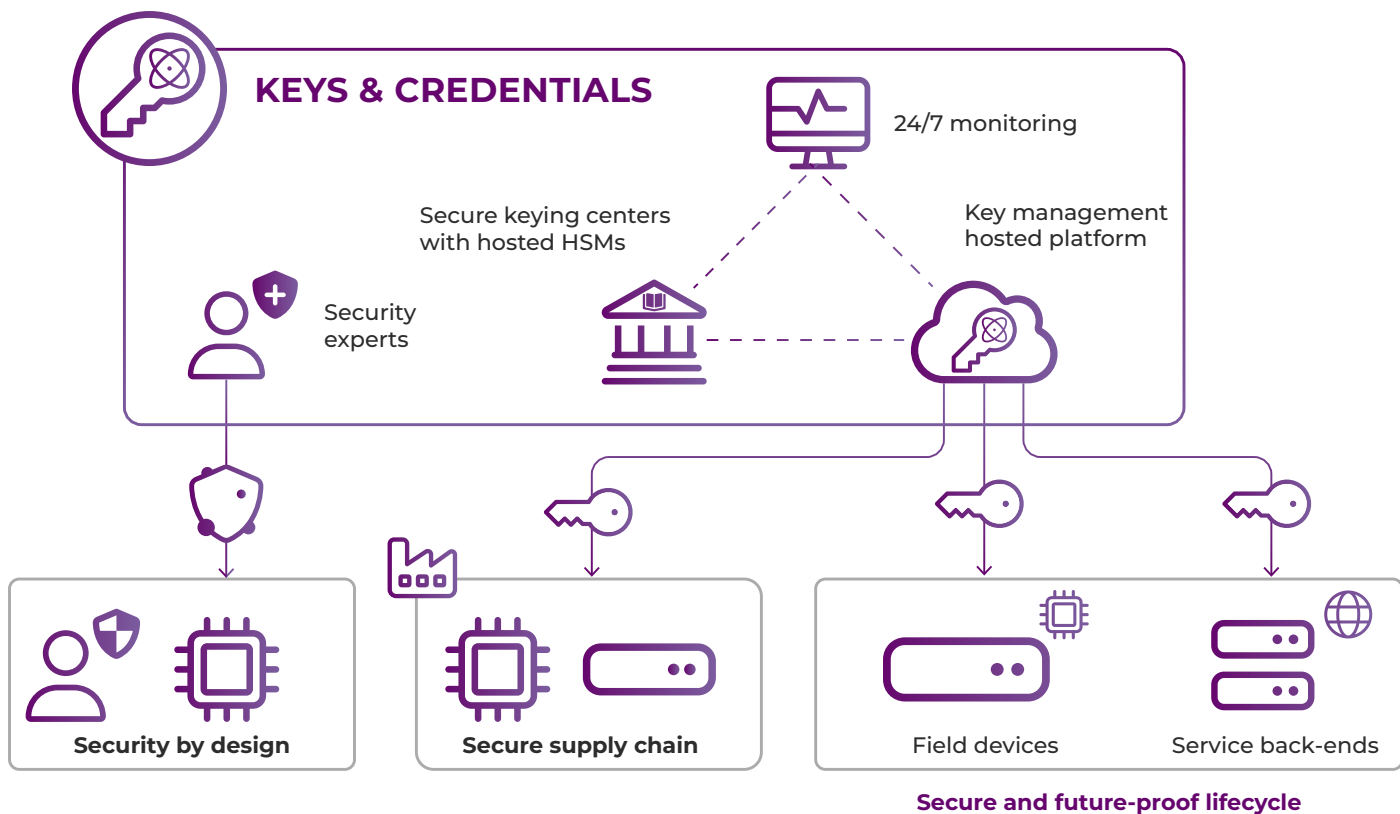 KEYS & CREDENTIALS
24/7 monitoring
Secure keying centers
with hosted HSMs
Key management
hosted platform
Security
experts
Security by design
Secure supply chain
Field devices
Service back-ends
Secure and future-proof lifecycle